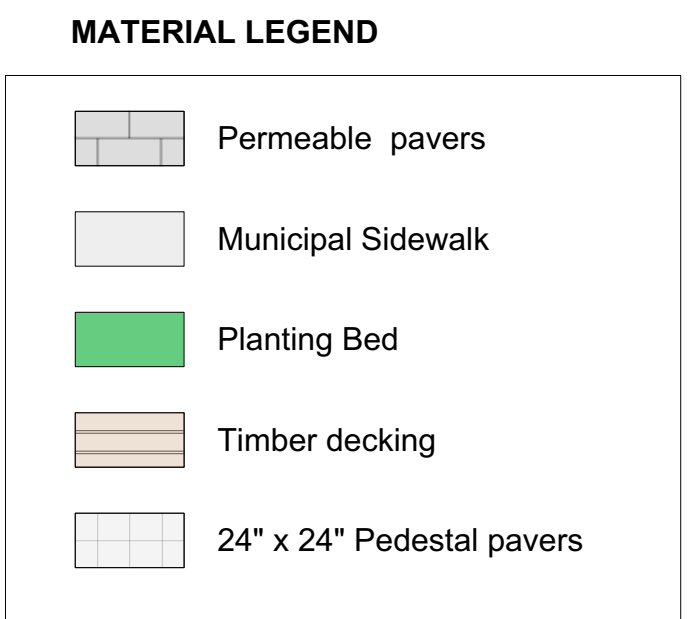 MATERIAL LEGEND
Permeable pavers
Municipal Sidewalk
Planting Bed
Timber decking
24" x 24" Pedestal pavers